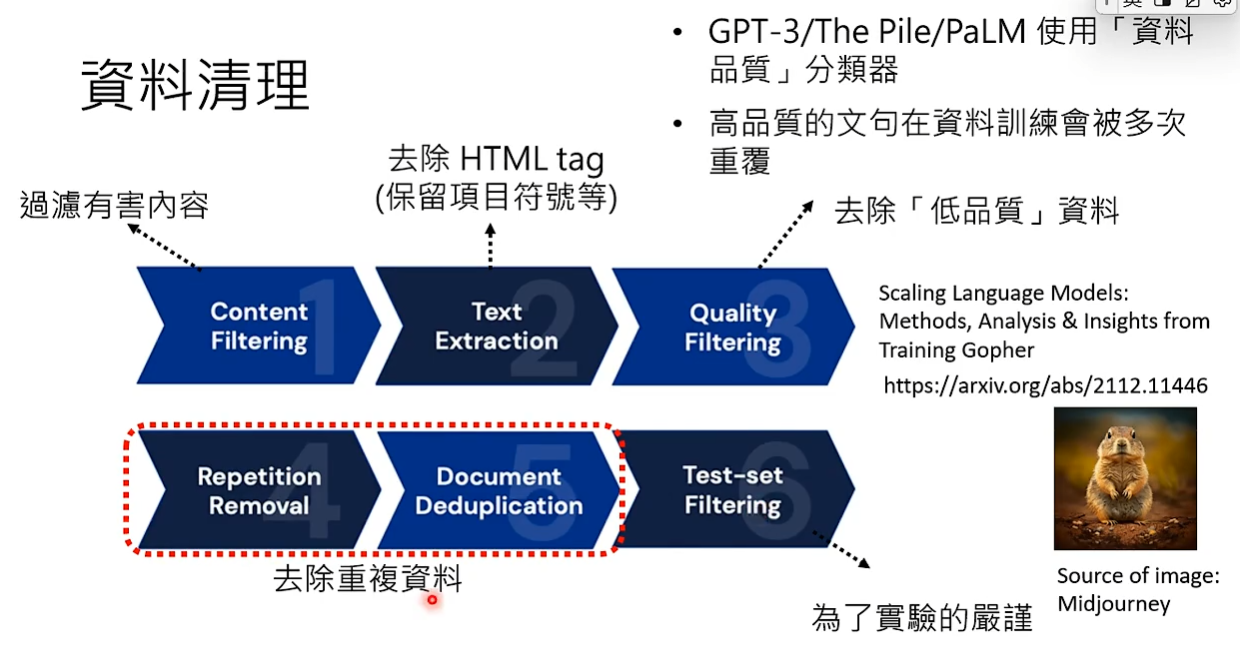 資料清理
• GPT-3/The Pile/PaLM 使用「資料
品質」分類器
• 高品質的文句在資料訓練會被多次
重覆
過濾有害內容
去除 HTML tag
(保留項目符號等)
去除「低品質」資料
1
Content
Filtering
2
Text
Extraction
3
Quality
Filtering
Scaling Language Models:
Methods, Analysis & Insights from
Training Gopher
https://arxiv.org/abs/2112.11446
4
Repetition
Removal
5
Document
Deduplication
6
Test-set
Filtering
去除重複資料
為了實驗的嚴謹
Source of image:
Midjourney